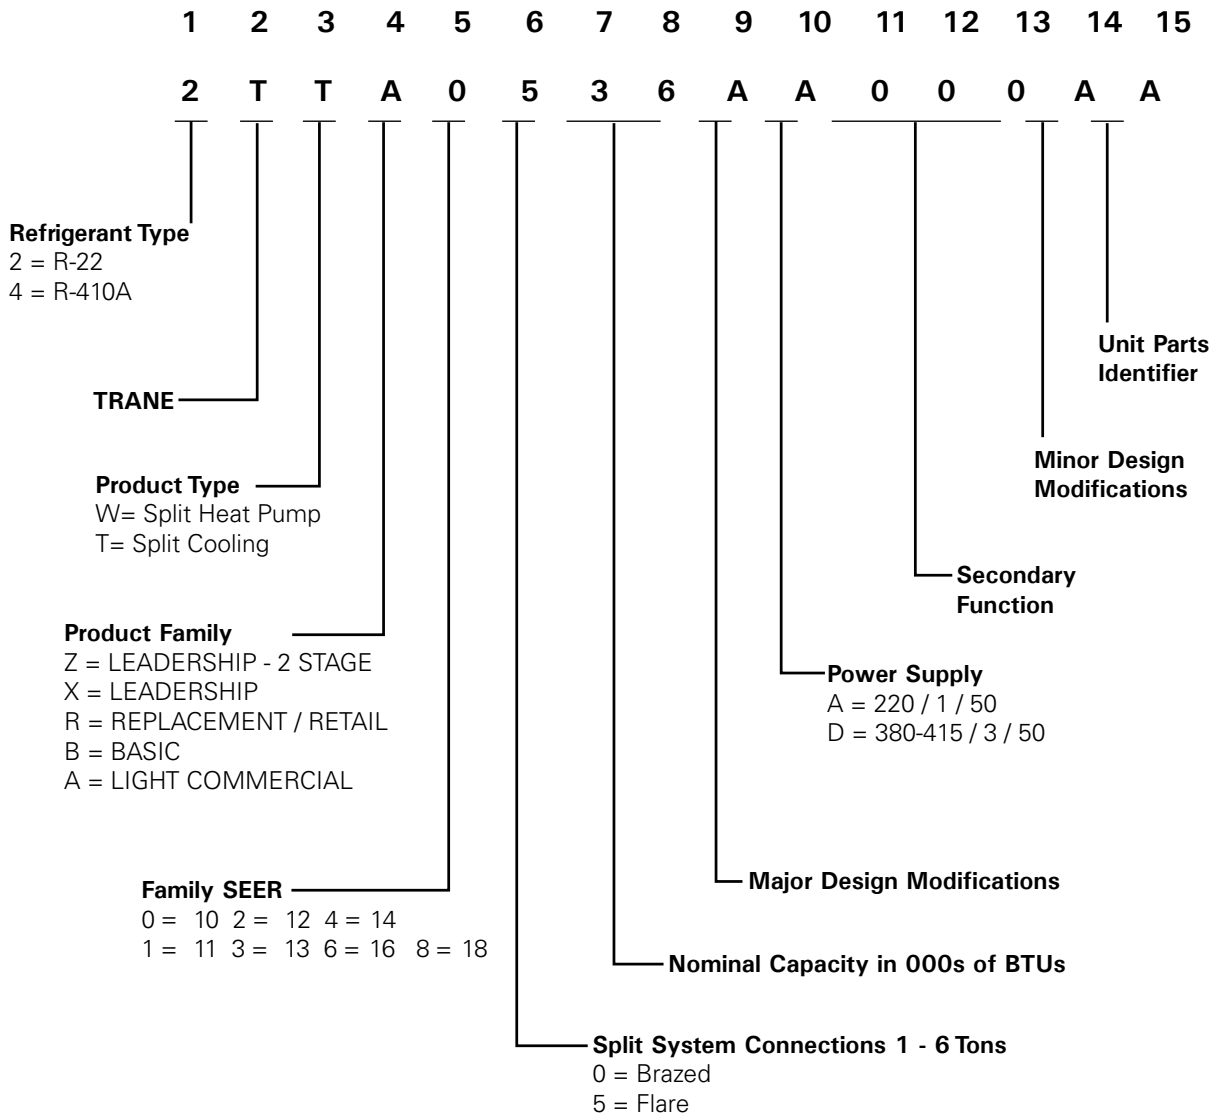 1 2 3 4 5 6 7 8 9 10 11 12 13 14 15
2 T T A 0 5 3 6 A A 0 0 0 A A
Refrigerant Type
2 = R-22
4 = R-410A
Unit Parts
Identifier
TRANE
Minor Design
Modifications
Product Type
W= Split Heat Pump
T= Split Cooling
Secondary
Function
Product Family
Z = LEADERSHIP - 2 STAGE
X = LEADERSHIP
R = REPLACEMENT / RETAIL
B = BASIC
A = LIGHT COMMERCIAL
Power Supply
A = 220 / 1 / 50
D = 380-415 / 3 / 50
Family SEER
0 = 10 2 = 12 4 = 14
1 = 11 3 = 13 6 = 16 8 = 18
Major Design Modifications
Nominal Capacity in 000s of BTUs
Split System Connections 1 - 6 Tons
0 = Brazed
5 = Flare